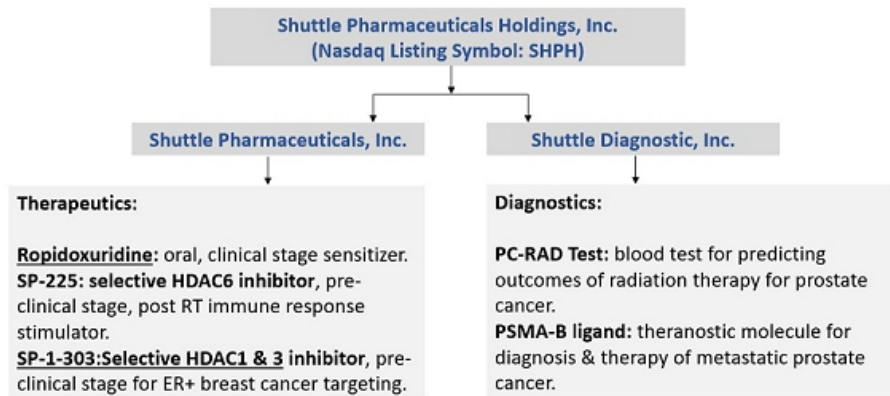 Shuttle Pharmaceuticals Holdings, Inc.
(Nasdaq Listing Symbol: SHPH)
Shuttle Pharmaceuticals, Inc.
Shuttle Diagnostic, Inc.
Therapeutics:
Ropidoxuridine: oral, clinical stage sensitizer.
SP-225: selective HDAC6 inhibitor, pre-
clinical stage, post RT immune response
stimulator.
SP-1-303:Selective HDAC1 & 3 inhibitor, pre-
clinical stage for ER+ breast cancer targeting.
Diagnostics:
PC-RAD Test: blood test for predicting
outcomes of radiation therapy for prostate
cancer.
PSMA-B ligand: theranostic molecule for
diagnosis & therapy of metastatic prostate
cancer.